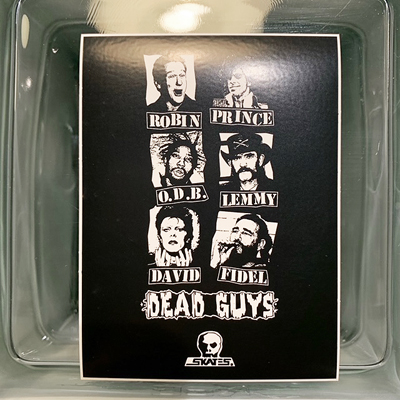 ROBIN PRINCE
O.D.B. LEMMY
DAVID FIDEL
DEAD GUYS
SKATES